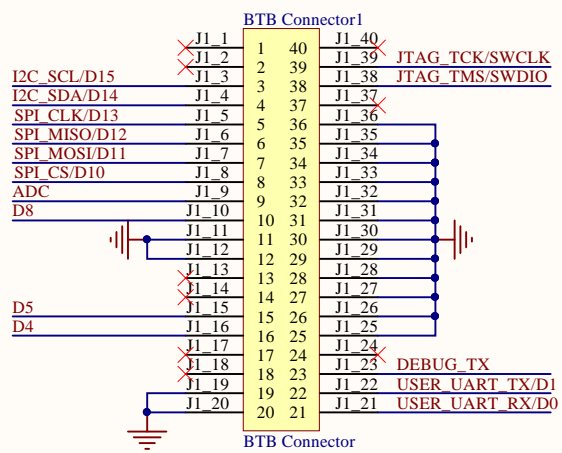 BTB Connector1
J1_1 1 40 J1_40
J1_2 2 39 J1_39 JTAG_TCK/SWCLK
I2C_SCL/D15 J1_3 3 38 J1_38 JTAG_TMS/SWDIO
I2C_SDA/D14 J1_4 4 37 J1_37
SPI_CLK/D13 J1_5 5 36 J1_36
SPI_MISO/D12 J1_6 6 35 J1_35
SPI_MOSI/D11 J1_7 7 34 J1_34
SPI_CS/D10 J1_8 8 33 J1_33
ADC J1_9 9 32 J1_32
D8 J1_10 10 31 J1_31
J1_11 11 30 J1_30
J1_12 12 29 J1_29
J1_13 13 28 J1_28
J1_14 14 27 J1_27
D5 J1_15 15 26 J1_26
D4 J1_16 16 25 J1_25
J1_17 17 24 J1_24
J1_18 18 23 J1_23 DEBUG_TX
J1_19 19 22 J1_22 USER_UART_TX/D1
J1_20 20 21 J1_21 USER_UART_RX/D0
BTB Connector